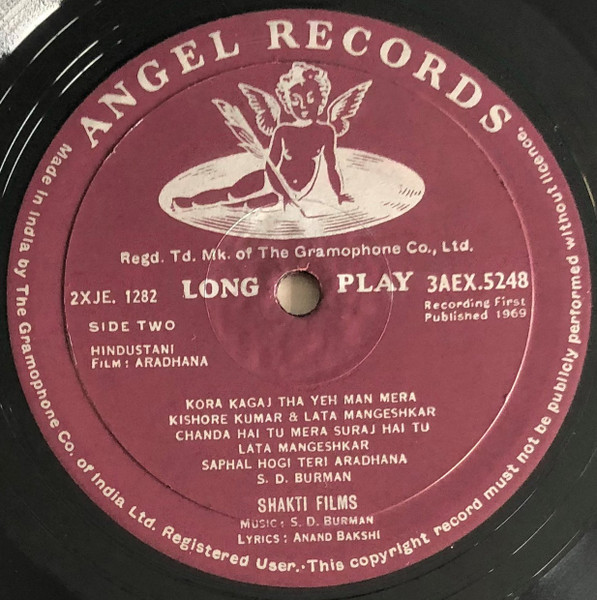 ANGEL RECORDS
Regd. Td. Mk. of The Gramophone Co., Ltd.
2XJE. 1282
LONG PLAY
3AEX.5248
Recording First
Published 1969
SIDE TWO
HINDUSTANI
FILM : ARADHANA
KORA KAGAJ THA YEH MAN MERA
KISHORE KUMAR & LATA MANGESHKAR
CHANDA HAI TU MERA SURAJ HAI TU
LATA MANGESHKAR
SAPHAL HOGI TERI ARADHANA
S. D. BURMAN
SHAKTI FILMS
MUSIC : S. D. BURMAN
LYRICS : ANAND BAKSHI
Made in India by The Gramophone Co. of India Ltd. Registered User.·This copyright record must not be publicly performed without licence.